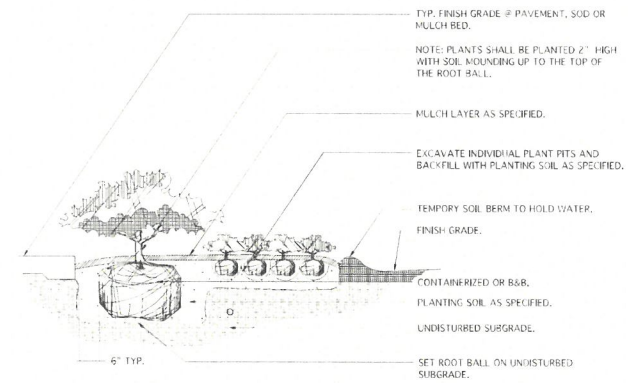 TYP. FINISH GRADE @ PAVEMENT, SOD OR
MULCH BED.
NOTE: PLANTS SHALL BE PLANTED 2" HIGH
WITH SOIL MOUNDING UP TO THE TOP OF
THE ROOT BALL.
MULCH LAYER AS SPECIFIED.
EXCAVATE INDIVIDUAL PLANT PITS AND
BACKFILL WITH PLANTING SOIL AS SPECIFIED.
TEMPORY SOIL BERM TO HOLD WATER.
FINISH GRADE.
CONTAINERIZED OR B&B.
PLANTING SOIL AS SPECIFIED.
UNDISTURBED SUBGRADE.
6" TYP.
SET ROOT BALL ON UNDISTURBED
SUBGRADE.